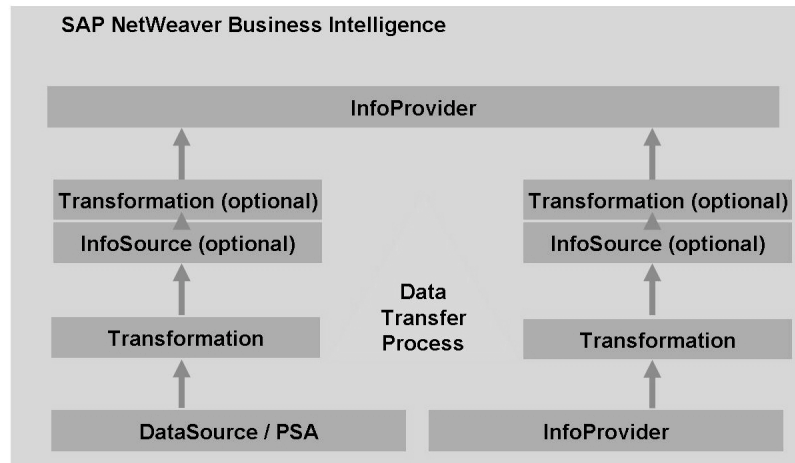 SAP NetWeaver Business Intelligence
InfoProvider
Transformation (optional)
InfoSource (optional)
Transformation
DataSource / PSA
Data
Transfer
Process
Transformation (optional)
InfoSource (optional)
Transformation
InfoProvider